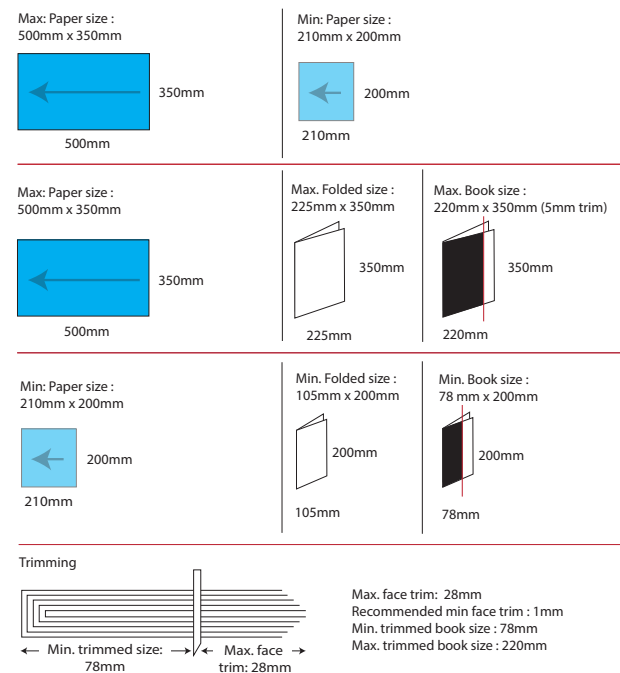 Max: Paper size :
500mm x 350mm
350mm
500mm
Min: Paper size :
210mm x 200mm
200mm
210mm
Max: Paper size :
500mm x 350mm
350mm
500mm
Max. Folded size :
225mm x 350mm
350mm
225mm
Max. Book size :
220mm x 350mm (5mm trim)
350mm
220mm
Min: Paper size :
210mm x 200mm
200mm
210mm
Min. Folded size :
105mm x 200mm
200mm
105mm
Min. Book size :
78 mm x 200mm
200mm
78mm
Trimming
Min. trimmed size:
78mm
Max. face
trim: 28mm
Max. face trim: 28mm
Recommended min face trim : 1mm
Min. trimmed book size : 78mm
Max. trimmed book size : 220mm